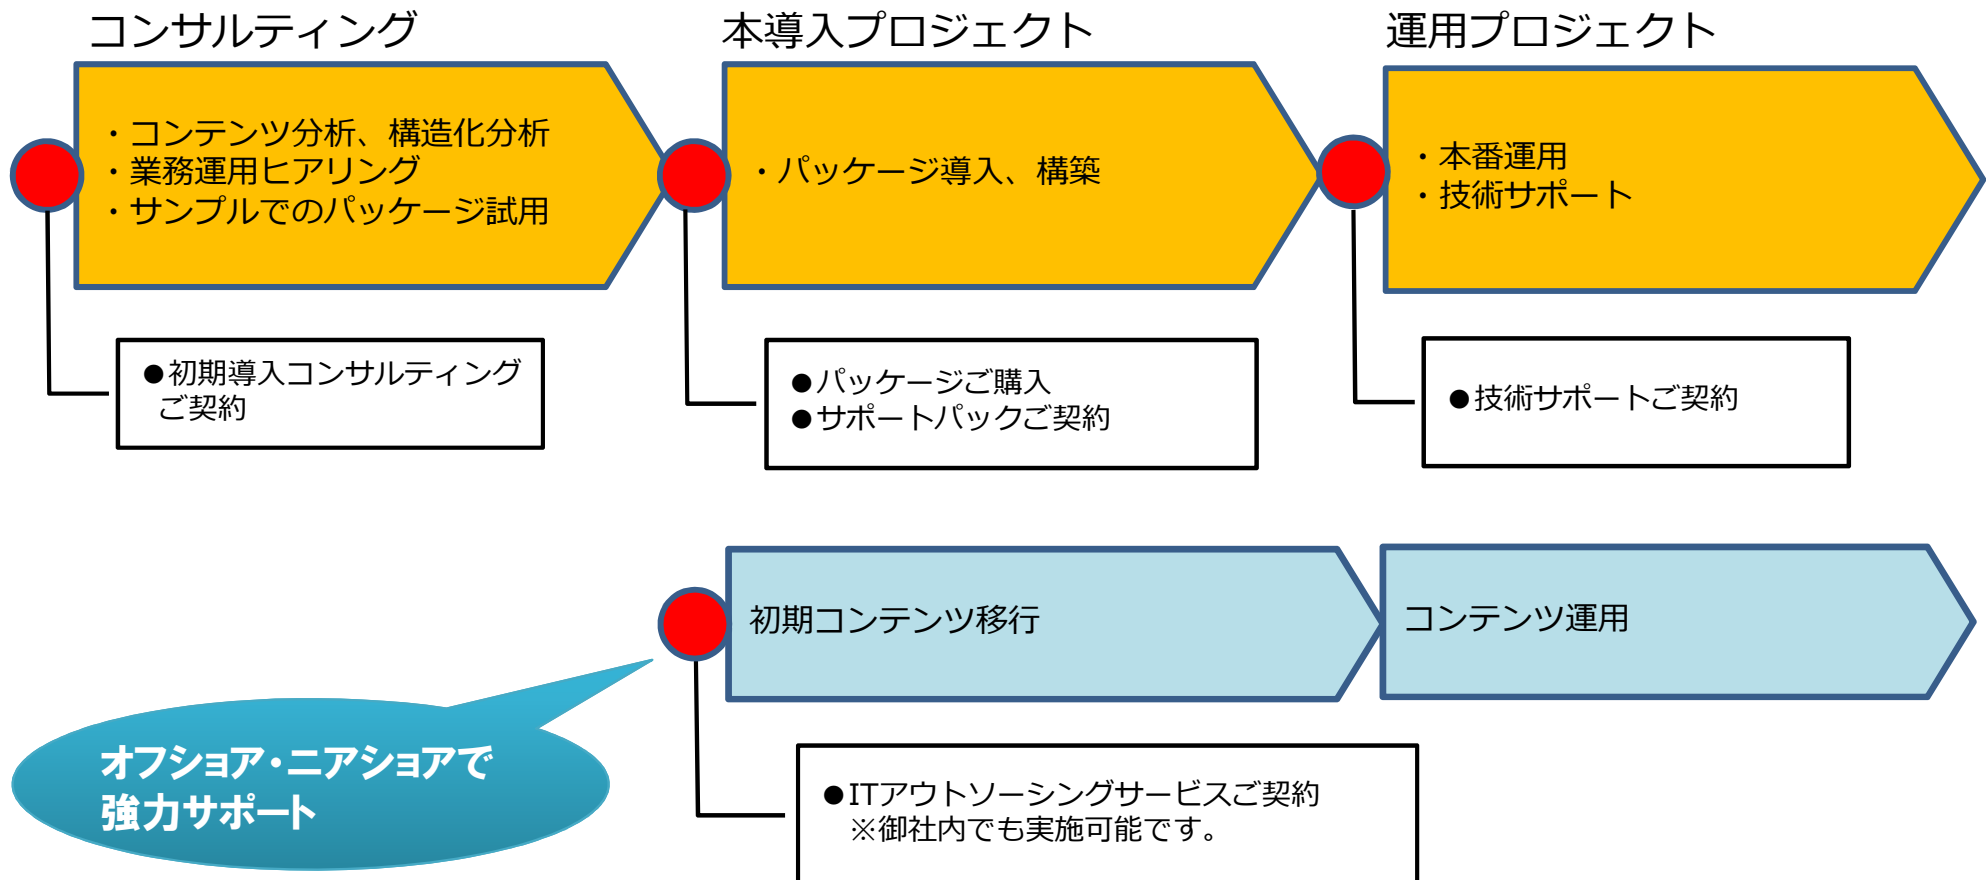 コンサルティング
本導入プロジェクト
運用プロジェクト
・コンテンツ分析、構造化分析
・業務運用ヒアリング
・サンプルでのパッケージ試用
・パッケージ導入、構築
・本番運用
・技術サポート
●初期導入コンサルティング
ご契約
●パッケージご購入
●サポートパックご契約
●技術サポートご契約
初期コンテンツ移行
コンテンツ運用
オフショア・ニアショアで
強力サポート
●ITアウトソーシングサービスご契約
※御社内でも実施可能です。